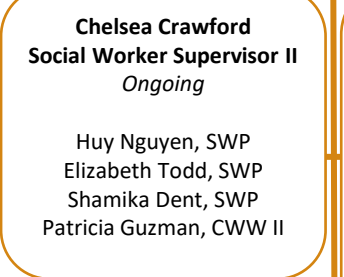 Chelsea Crawford
Social Worker Supervisor II
Ongoing
Huy Nguyen, SWP
Elizabeth Todd, SWP
Shamika Dent, SWP
Patricia Guzman, CWW II